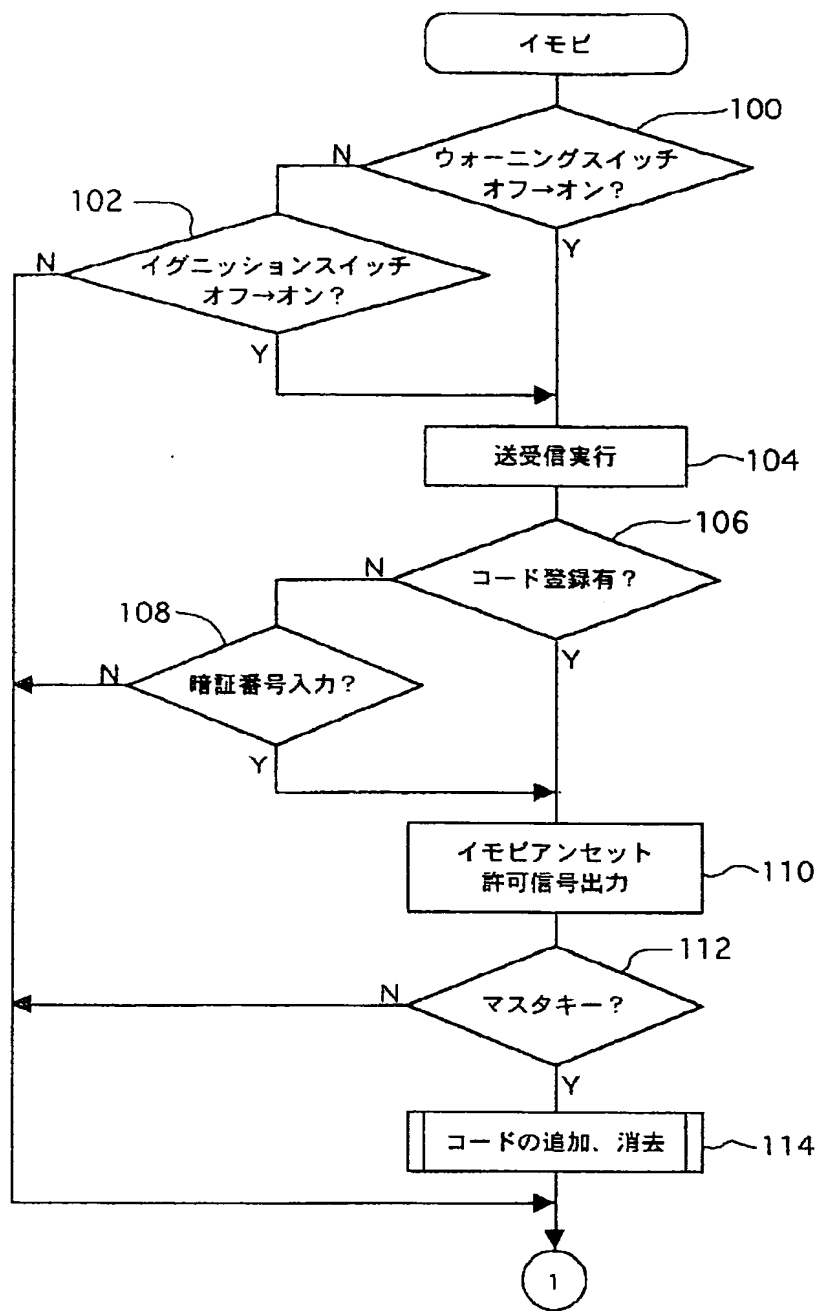 イモビ
100
ウォーニングスイッチ
オフ→オン？
N
Y
102
イグニッションスイッチ
オフ→オン？
N
Y
送受信実行
104
106
コード登録有？
N
Y
108
暗証番号入力？
N
Y
イモビアンセット
許可信号出力
110
112
マスタキー？
N
Y
コードの追加、消去
114
1